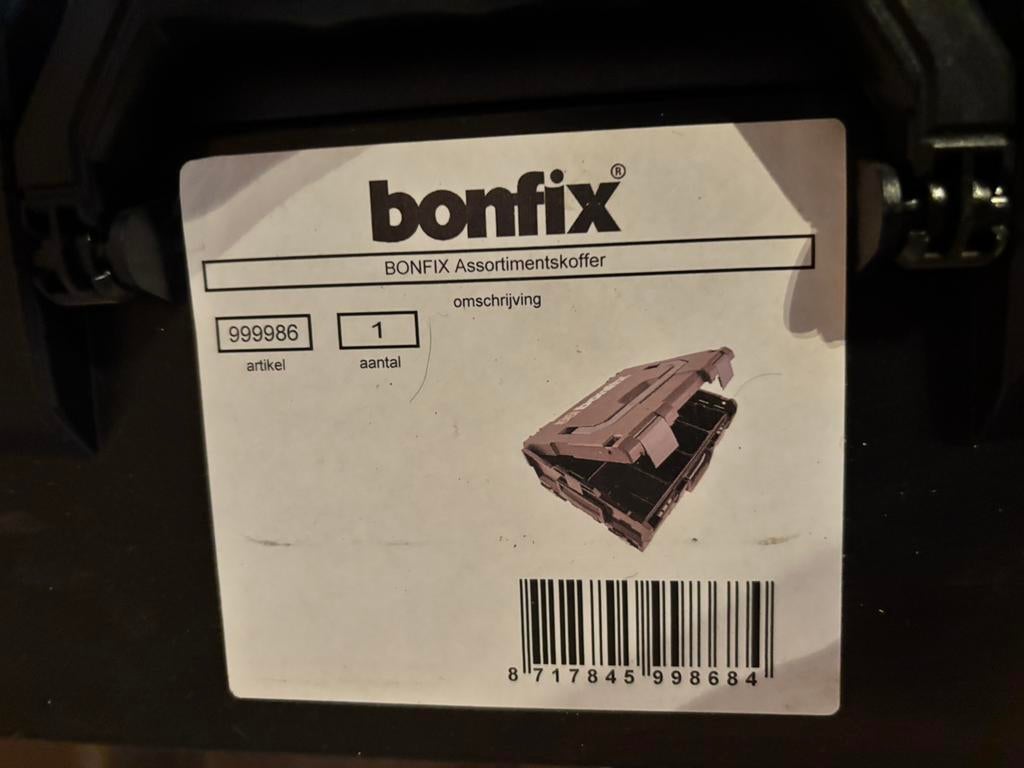 bonfix®
BONFIX Assortimentskoffer
omschrijving
999986 1
artikel aantal
8 717845 998684